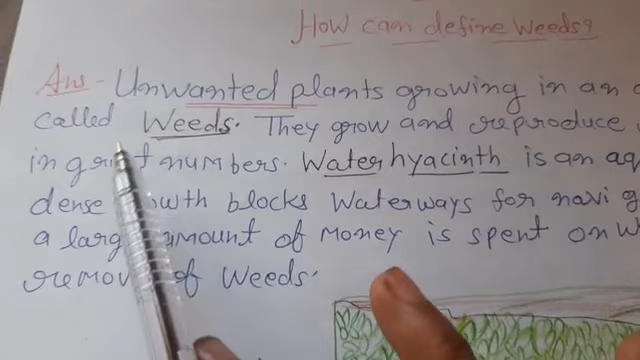 How can define weeds?
Ans- Unwanted plants growing in an
called Weeds. They grow and reproduce
in great numbers. Water hyacinth is an aq
dense growth blocks Waterways for navig
a large amount of money is spent on
removal of Weeds.